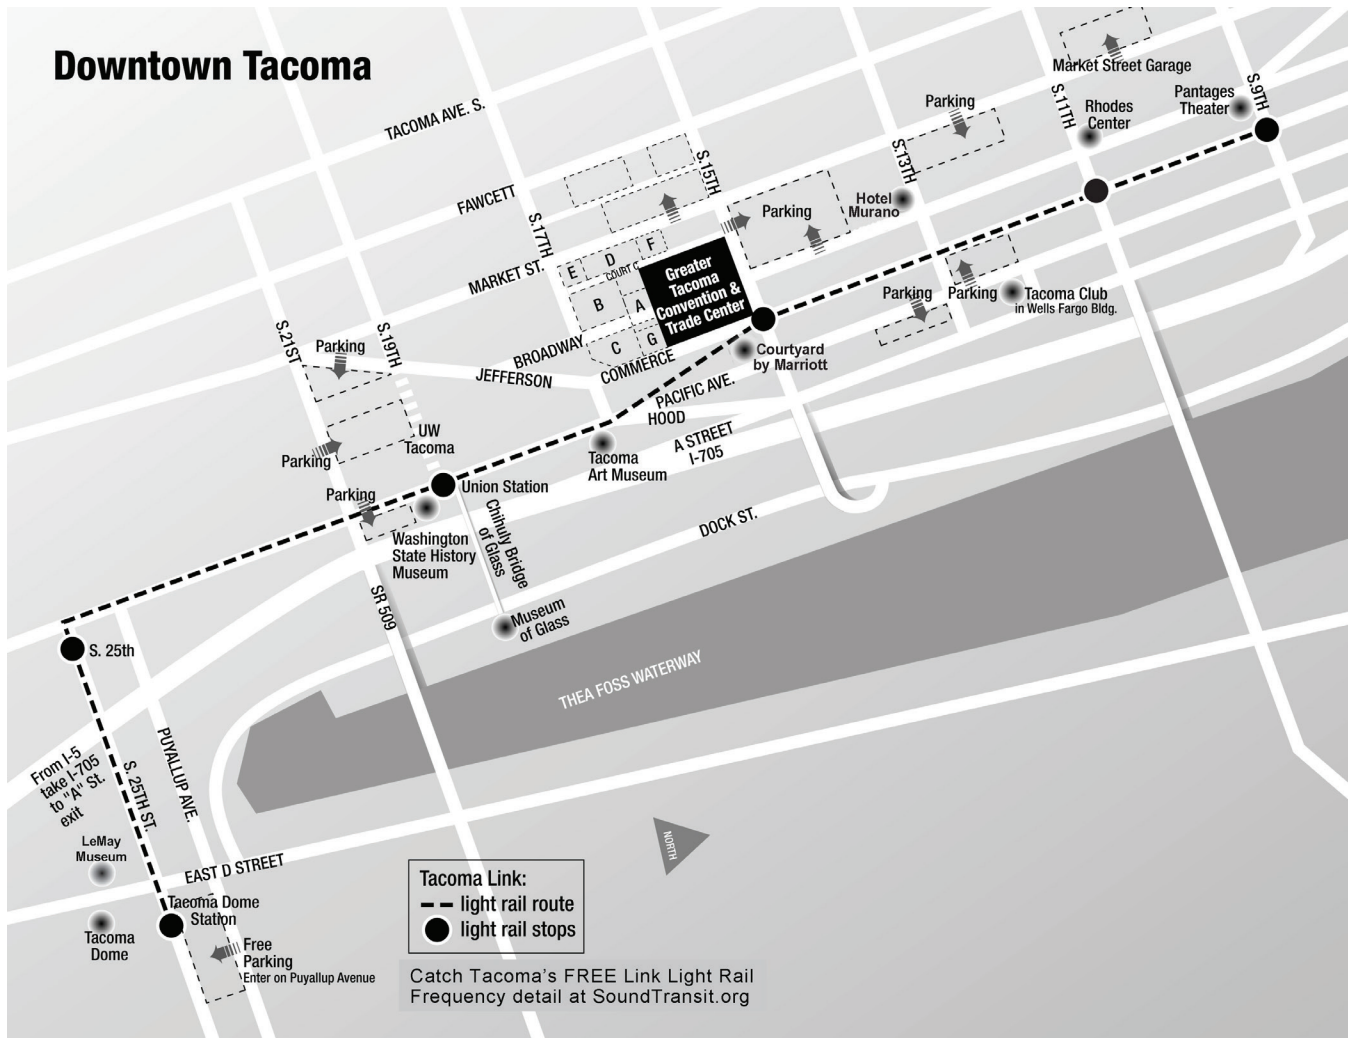 Downtown Tacoma
TACOMA AVE. S.
FAWCETT
MARKET ST.
S.17TH
S.15TH
S.13TH
S.11TH
S.9TH
Market Street Garage
Parking
Rhodes
Center
Pantages
Theater
Hotel
Murano
Parking
E
D
F
COURT C
B
A
C
G
Greater
Tacoma
Convention &
Trade Center
Parking
Parking
Tacoma Club
in Wells Fargo Bldg.
Courtyard
by Marriott
S.21ST
S.19TH
Parking
BROADWAY
JEFFERSON
COMMERCE
PACIFIC AVE.
HOOD
A STREET
I-705
UW
Tacoma
Parking
Parking
Union Station
Tacoma
Art Museum
Washington
State History
Museum
Chihuly Bridge
of Glass
DOCK ST.
SR 509
Museum
of Glass
S. 25th
THEA FOSS WATERWAY
From I-5
take I-705
to "A" St.
exit
S. 25TH ST.
PUYALLUP AVE.
LeMay
Museum
EAST D STREET
NORTH
Tacoma Dome
Station
Tacoma
Dome
Free
Parking
Enter on Puyallup Avenue
Tacoma Link:
light rail route
light rail stops
Catch Tacoma's FREE Link Light Rail
Frequency detail at SoundTransit.org